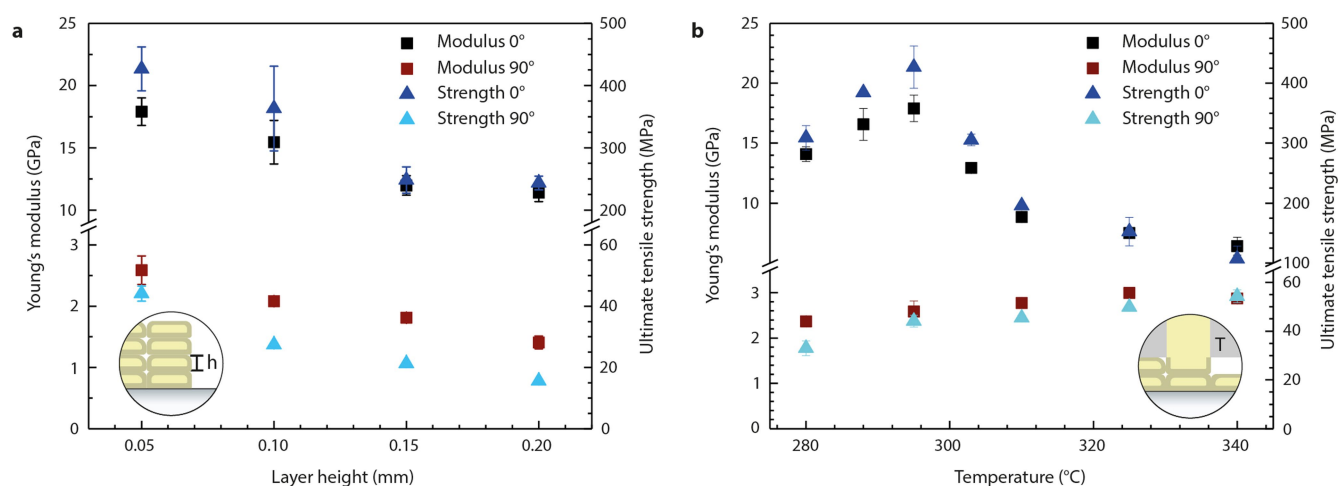 a
25
20
15
10
3
2
1
0
Young's modulus (GPa)
500
400
300
200
60
40
20
0
Ultimate tensile strength (MPa)
Modulus 0°
Modulus 90°
Strength 0°
Strength 90°
h
0.05
0.10
0.15
0.20
Layer height (mm)
b
25
20
15
10
3
2
1
0
Young's modulus (GPa)
500
400
300
200
100
60
40
20
0
Ultimate tensile strength (MPa)
Modulus 0°
Modulus 90°
Strength 0°
Strength 90°
T
280
300
320
340
Temperature (°C)